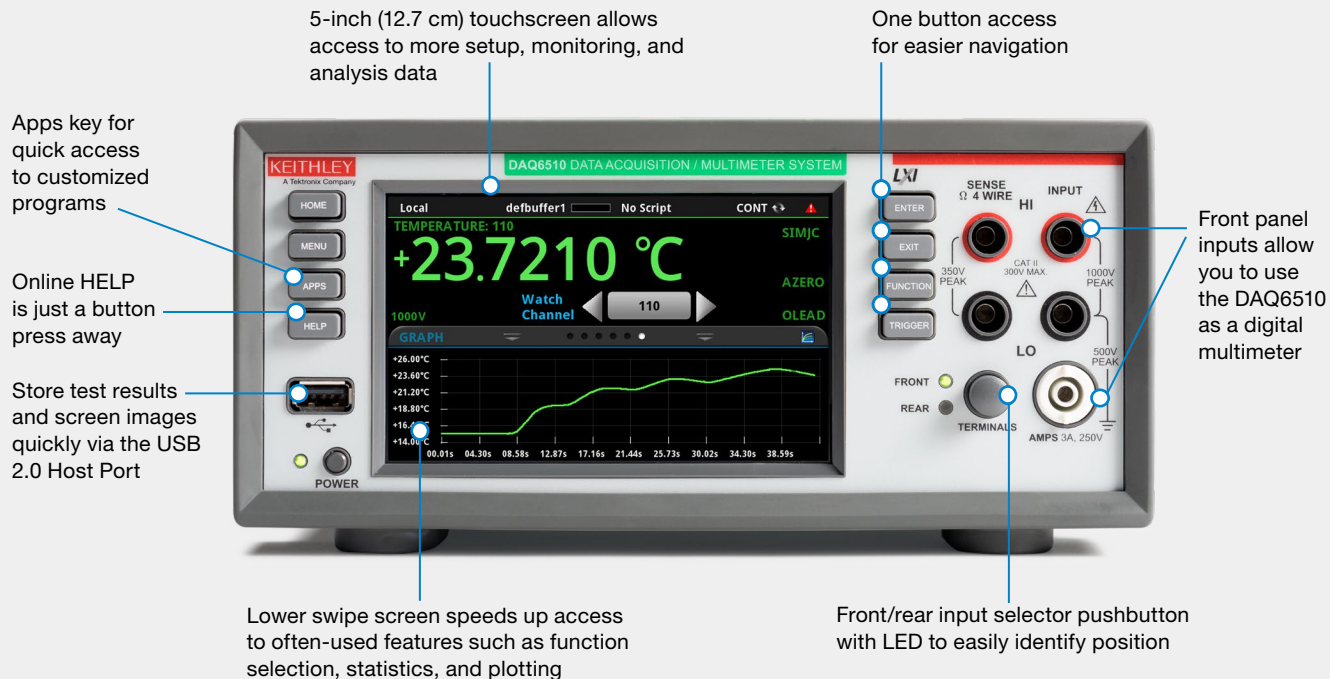 5-inch (12.7 cm) touchscreen allows
access to more setup, monitoring, and
analysis data
One button access
for easier navigation
Apps key for
quick access
to customized
programs
Online HELP
is just a button
press away
Store test results
and screen images
quickly via the USB
2.0 Host Port
KEITHLEY
A Tektronix Company
DAQ6510 DATA ACQUISITION / MULTIMETER SYSTEM
LXI
HOME
MENU
APPS
HELP
POWER
Local defbuffer1 No Script CONT
TEMPERATURE: 110
+23.7210 °C
SIMJC
AZERO
OLEAD
Watch
Channel
110
1000V
GRAPH
+26.00°C
+23.60°C
+21.20°C
+18.80°C
+14.00°C
00.01s 04.30s 08.58s 12.87s 17.16s 21.44s 25.73s 30.02s 34.30s 38.59s
ENTER
EXIT
FUNCTION
TRIGGER
SENSE
Ω 4 WIRE
INPUT
HI
350V
PEAK
CAT II
300V MAX.
1000V
PEAK
LO
500V
PEAK
FRONT
REAR
TERMINALS
AMPS 3A, 250V
Front panel
inputs allow
you to use
the DAQ6510
as a digital
multimeter
Lower swipe screen speeds up access
to often-used features such as function
selection, statistics, and plotting
Front/rear input selector pushbutton
with LED to easily identify position